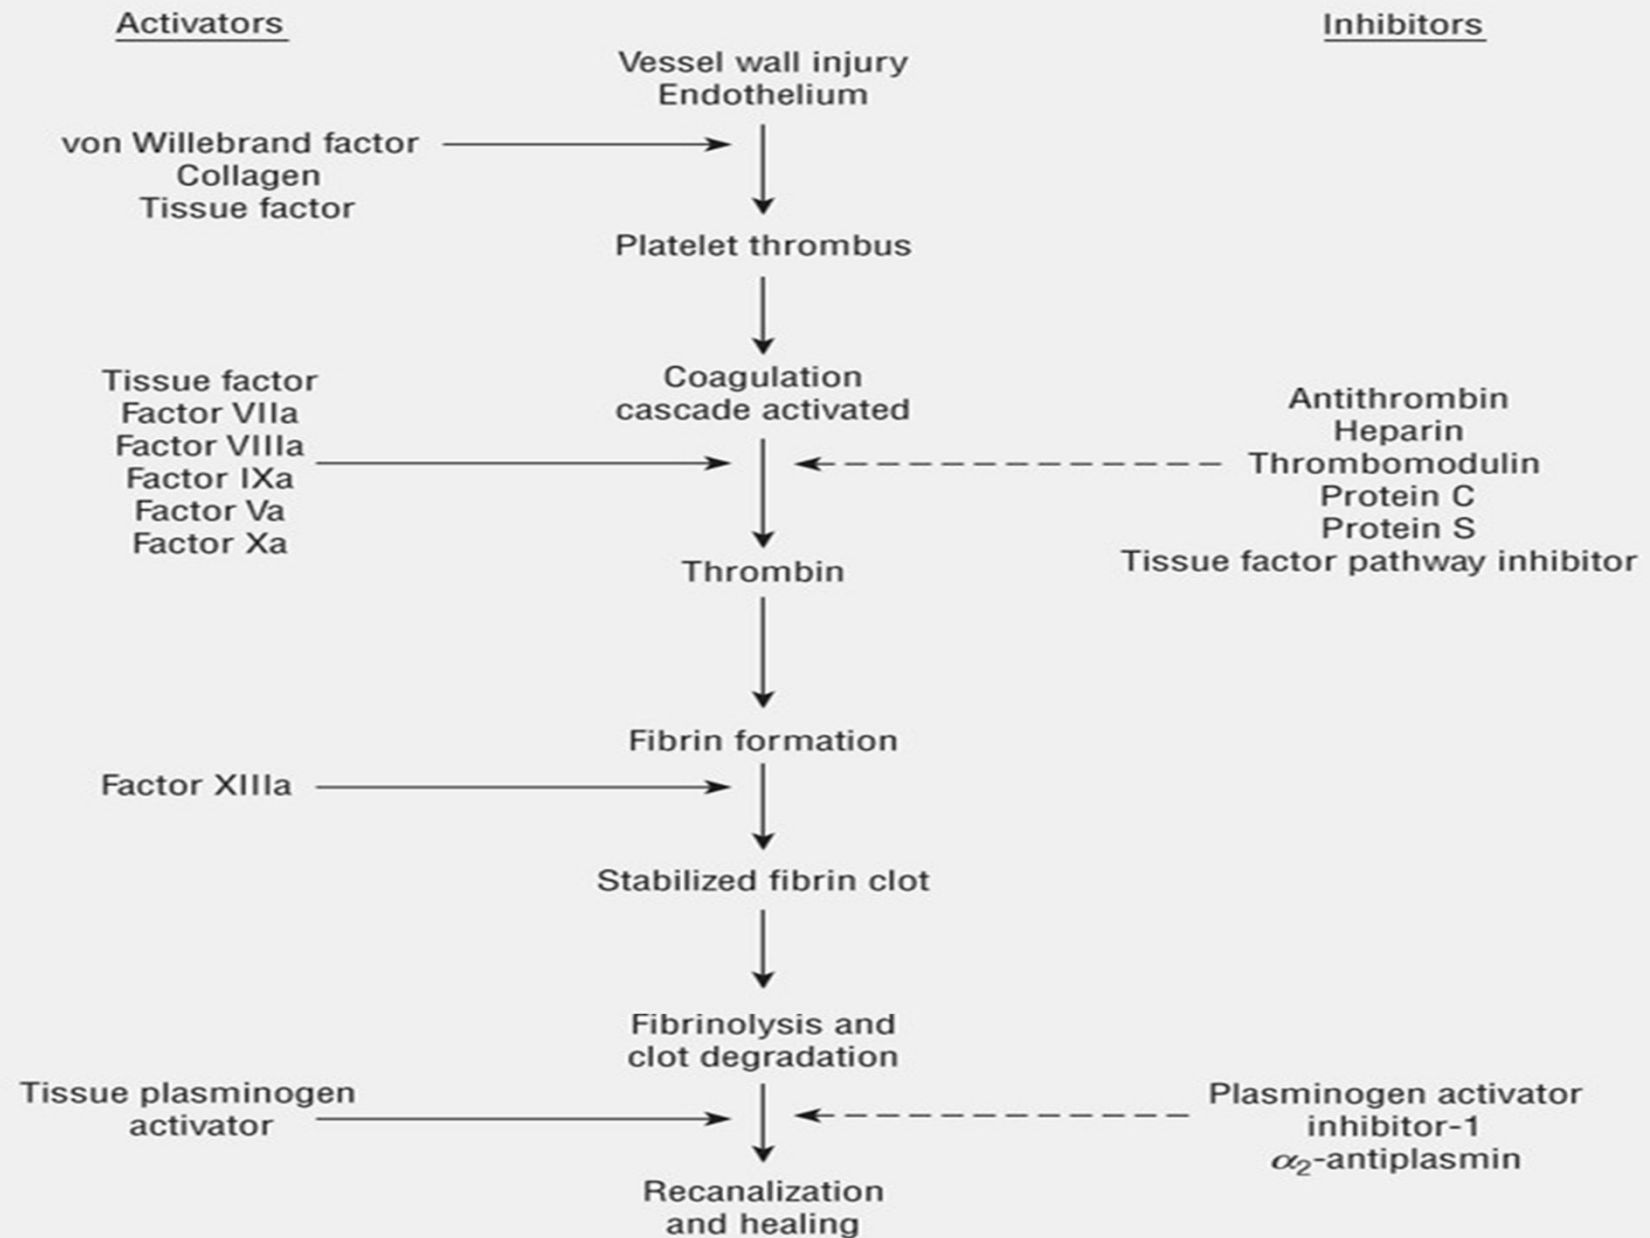 Activators
Inhibitors
Vessel wall injury
Endothelium
von Willebrand factor
Collagen
Tissue factor
Platelet thrombus
Coagulation
cascade activated
Tissue factor
Factor VIIa
Factor VIIIa
Factor IXa
Factor Va
Factor Xa
Antithrombin
Heparin
Thrombomodulin
Protein C
Protein S
Tissue factor pathway inhibitor
Thrombin
Fibrin formation
Factor XIIIa
Stabilized fibrin clot
Fibrinolysis and
clot degradation
Tissue plasminogen
activator
Plasminogen activator
inhibitor-1
α₂-antiplasmin
Recanalization
and healing